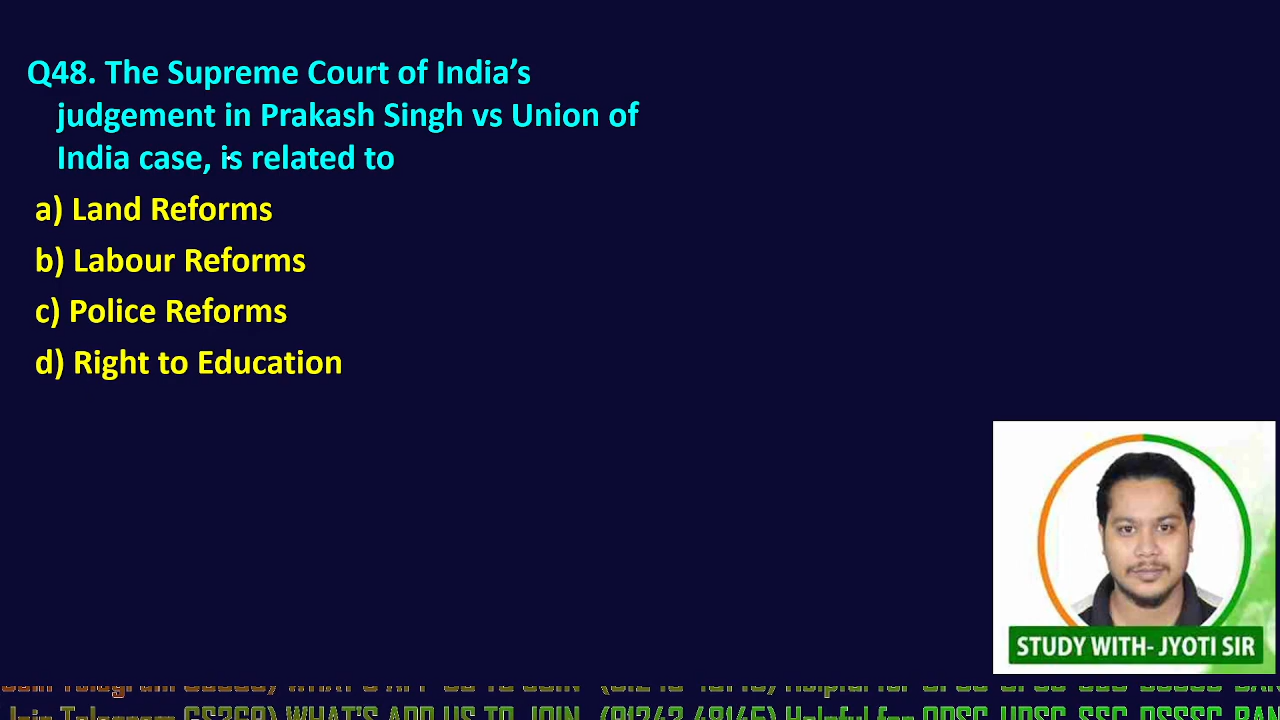 Q48. The Supreme Court of India’s
judgement in Prakash Singh vs Union of
India case, is related to
a) Land Reforms
b) Labour Reforms
c) Police Reforms
d) Right to Education
STUDY WITH- JYOTI SIR